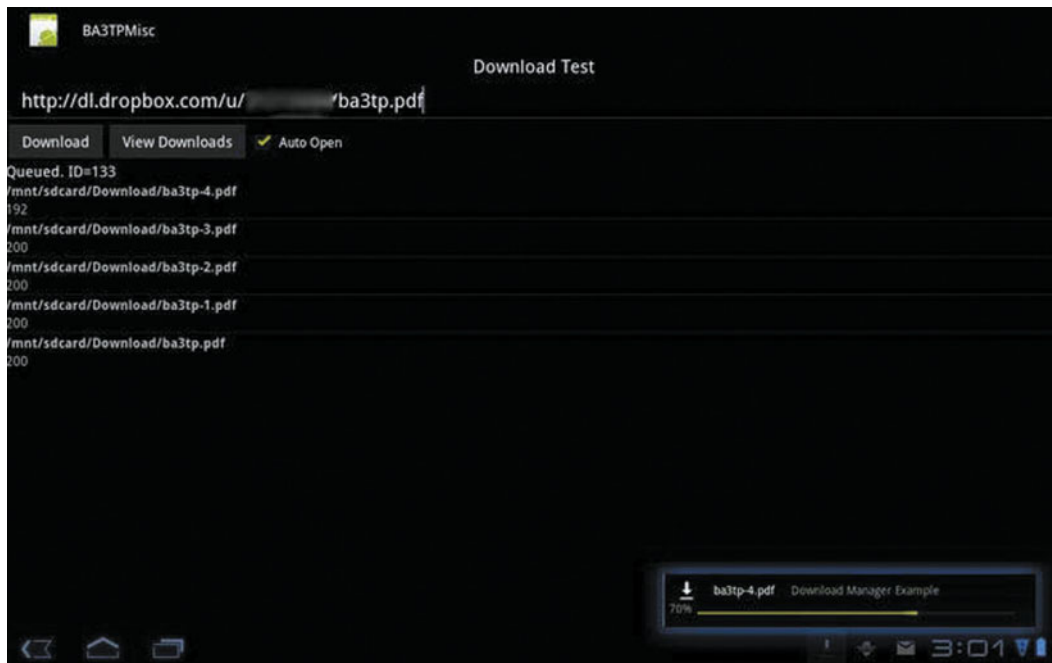 BA3TPMisc
Download Test
http://dl.dropbox.com/u/ /ba3tp.pdf
Download View Downloads Auto Open
Queued. ID=133
/mnt/sdcard/Download/ba3tp-4.pdf
192
/mnt/sdcard/Download/ba3tp-3.pdf
200
/mnt/sdcard/Download/ba3tp-2.pdf
200
/mnt/sdcard/Download/ba3tp-1.pdf
200
/mnt/sdcard/Download/ba3tp.pdf
200
ba3tp-4.pdf Download Manager Example
70%
3:01